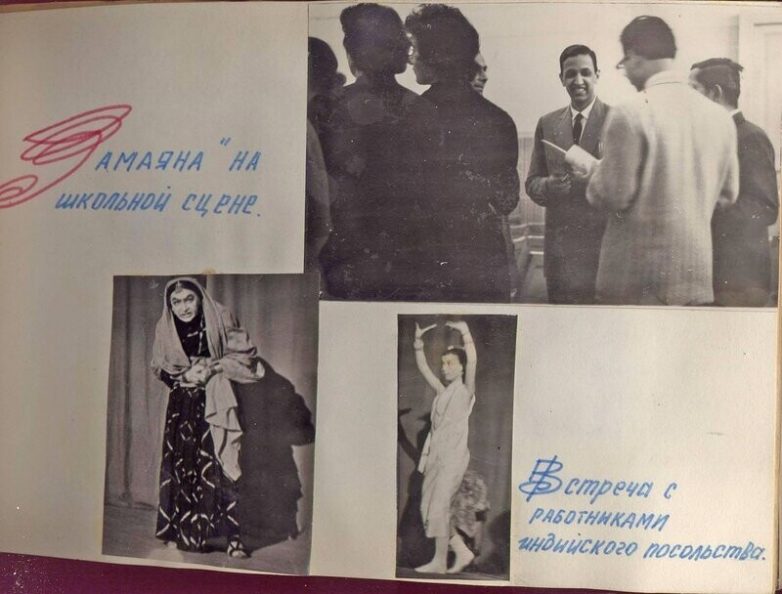 Рамаяна" на
школьной сцене.
Встреча с
работниками
индийского посольства.